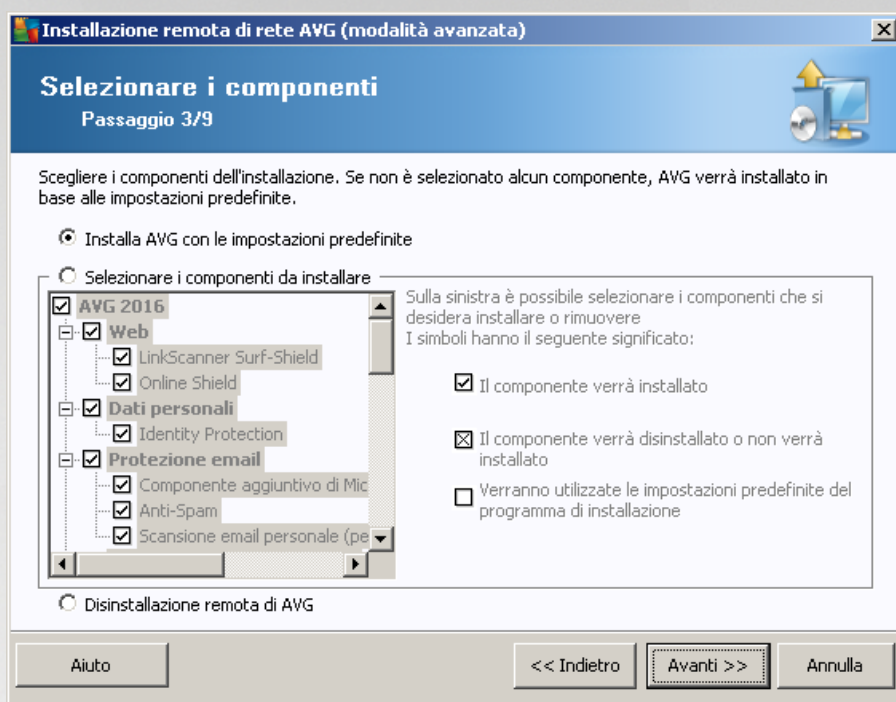 Installazione remota di rete AVG (modalità avanzata)
Selezionare i componenti
Passaggio 3/9
Scegliere i componenti dell'installazione. Se non è selezionato alcun componente, AVG verrà installato in
base alle impostazioni predefinite.
Installa AVG con le impostazioni predefinite
Selezionare i componenti da installare
AVG 2016
Web
LinkScanner Surf-Shield
Online Shield
Dati personali
Identity Protection
Protezione email
Componente aggiuntivo di Mic
Anti-Spam
Scansione email personale (pe
Sulla sinistra è possibile selezionare i componenti che si
desidera installare o rimuovere
I simboli hanno il seguente significato:
Il componente verrà installato
Il componente verrà disinstallato o non verrà
installato
Verranno utilizzate le impostazioni predefinite del
programma di installazione
Disinstallazione remota di AVG
Aiuto
<< Indietro
Avanti >>
Annulla